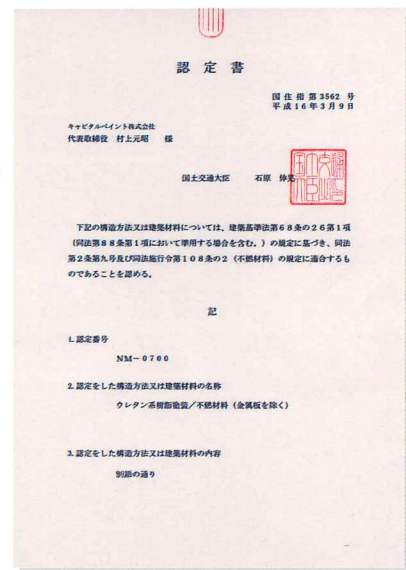 認定書
国住指第3562号
平成16年3月9日
キャピタルペイント株式会社
代表取締役 村上元昭 様
国土交通大臣 石原 伸晃
下記の構造方法又は建築材料については、建築基準法第68条の26第1項
(同法第88条第1項において準用する場合を含む。)の規定に基づき、同法
第2条第九号及び同法施行令第108条の2(不燃材料)の規定に適合するも
のであることを認める。
記
1.認定番号
NM-0700
2.認定をした構造方法又は建築材料の名称
ウレタン系樹脂塗装/不燃材料(金属板を除く)
3.認定をした構造方法又は建築材料の内容
別添の通り